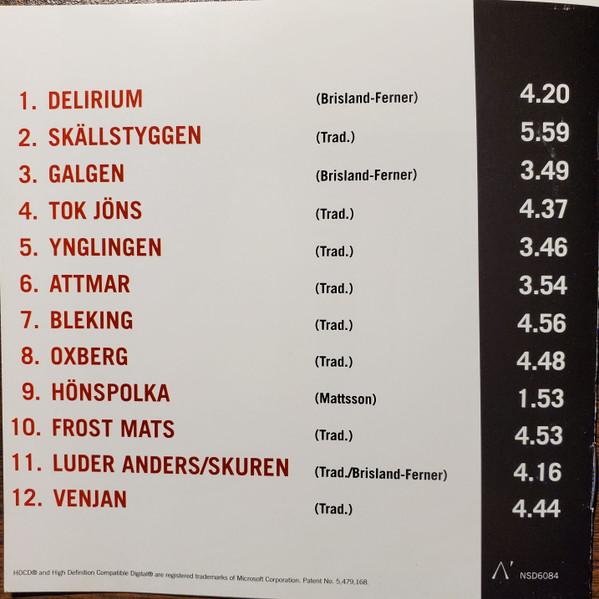 1. DELIRIUM (Brisland-Ferner) 4.20
2. SKÄLLSTYGGEN (Trad.) 5.59
3. GALGEN (Brisland-Ferner) 3.49
4. TOK JÖNS (Trad.) 4.37
5. YNGLINGEN (Trad.) 3.46
6. ATTMAR (Trad.) 3.54
7. BLEKING (Trad.) 4.56
8. OXBERG (Trad.) 4.48
9. HÖNSPOLKA (Mattsson) 1.53
10. FROST MATS (Trad.) 4.53
11. LUDER ANDERS/SKUREN (Trad./Brisland-Ferner) 4.16
12. VENJAN (Trad.) 4.44
HDCD® and High Definition Compatible Digital® are registered trademarks of Microsoft Corporation. Patent No. 5,479,168.
NSD6084